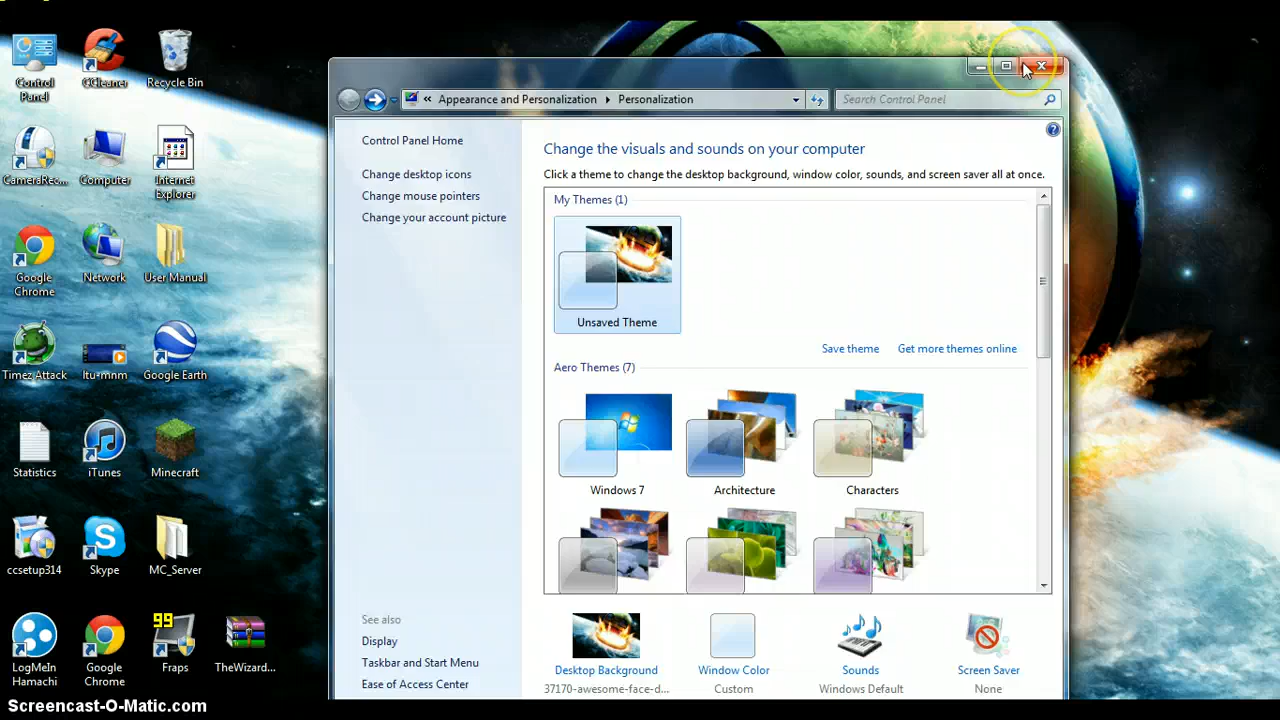 Control
Panel
CCleaner
Recycle Bin
CameraRec...
Computer
Internet
Explorer
Google
Chrome
Network
User Manual
Timez Attack
ltu-mnm
Google Earth
Statistics
iTunes
Minecraft
ccsetup314
Skype
MC_Server
99
LogMeIn
Hamachi
Google
Chrome
Fraps
TheWizard...
« Appearance and Personalization ▸ Personalization
Search Control Panel
Control Panel Home
Change desktop icons
Change mouse pointers
Change your account picture
See also
Display
Taskbar and Start Menu
Ease of Access Center
Change the visuals and sounds on your computer
Click a theme to change the desktop background, window color, sounds, and screen saver all at once.
My Themes (1)
Unsaved Theme
Save theme
Get more themes online
Aero Themes (7)
Windows 7
Architecture
Characters
Desktop Background
37170-awesome-face-d...
Window Color
Custom
Sounds
Windows Default
Screen Saver
None
Screencast-O-Matic.com